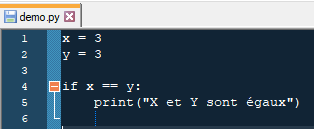 demo.py
1 x = 3
2 y = 3
3
4 if x == y:
5 print("X et Y sont égaux")
6